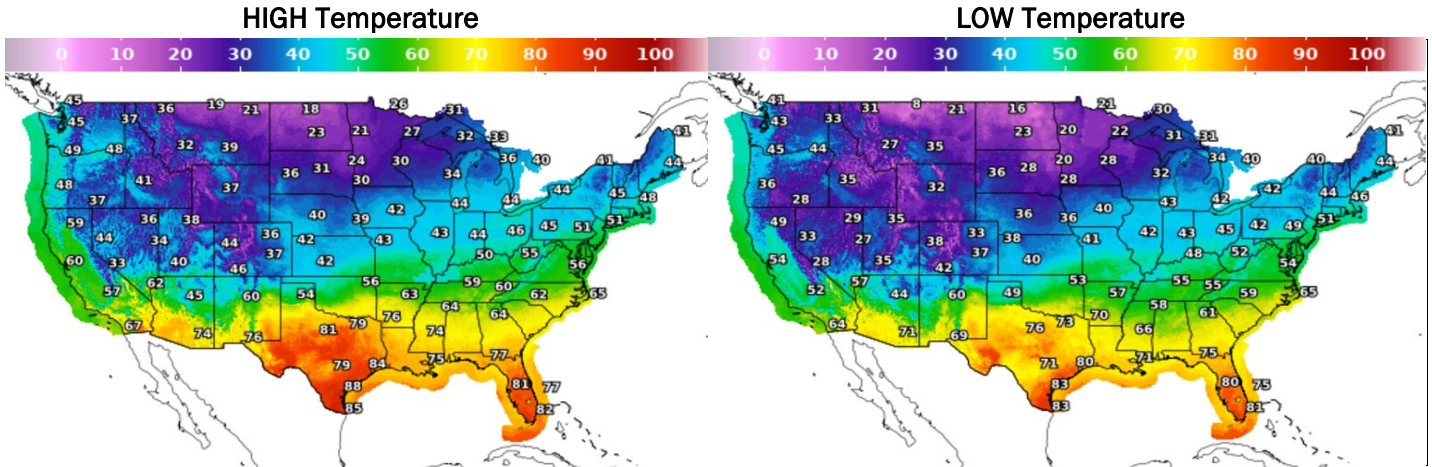 HIGH Temperature LOW Temperature
0 10 20 30 40 50 60 70 80 90 100 0 10 20 30 40 50 60 70 80 90 100
45 36 19 21 18 26 31 41 31 8 21 16 21 30
45 37 23 21 27 32 33 41 43 33 23 20 22 31 31 41
49 48 32 39 24 30 36 40 41 44 45 44 27 35 20 28 34 40 40 44
48 41 37 36 31 30 34 44 44 45 48 36 35 32 36 28 28 32 42 42 44 46
37 40 39 42 44 28 36 36 40 43
59 36 38 36 43 44 46 45 51 51 49 29 35 33 42 43 45 42 49 51
44 34 44 42 43 33 27 38 38 41
60 33 40 37 42 50 55 56 54 28 35 37 40 48 52 54
46 42
57 62 45 60 54 56 63 59 60 62 65 52 57 44 60 49 53 57 55 55 59 65
64 64 58 61
67 74 76 81 79 76 74 64 71 69 76 73 70 66
79 84 75 77 71 80 71 75
88 81 77 83 80 75
85 82 83 81